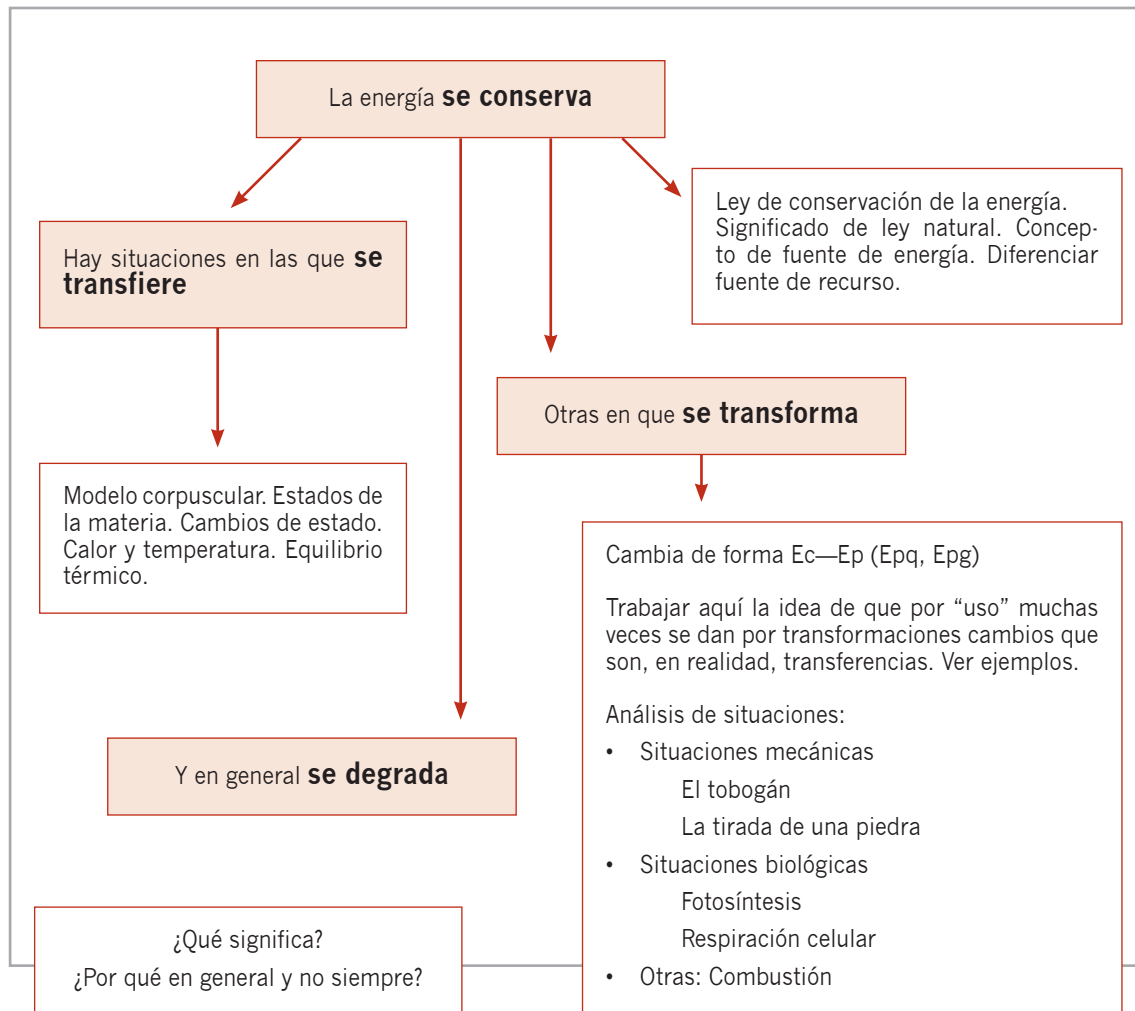 La energía se conserva
Hay situaciones en las que se
transfiere
Ley de conservación de la energía.
Significado de ley natural. Concep-
to de fuente de energía. Diferenciar
fuente de recurso.
Otras en que se transforma
Modelo corpuscular. Estados de
la materia. Cambios de estado.
Calor y temperatura. Equilibrio
térmico.
Cambia de forma Ec—Ep (Epq, Epg)
Trabajar aquí la idea de que por “uso” muchas
veces se dan por transformaciones cambios que
son, en realidad, transferencias. Ver ejemplos.
Análisis de situaciones:
• Situaciones mecánicas
El tobogán
La tirada de una piedra
• Situaciones biológicas
Fotosíntesis
Respiración celular
• Otras: Combustión
Y en general se degrada
¿Qué significa?
¿Por qué en general y no siempre?